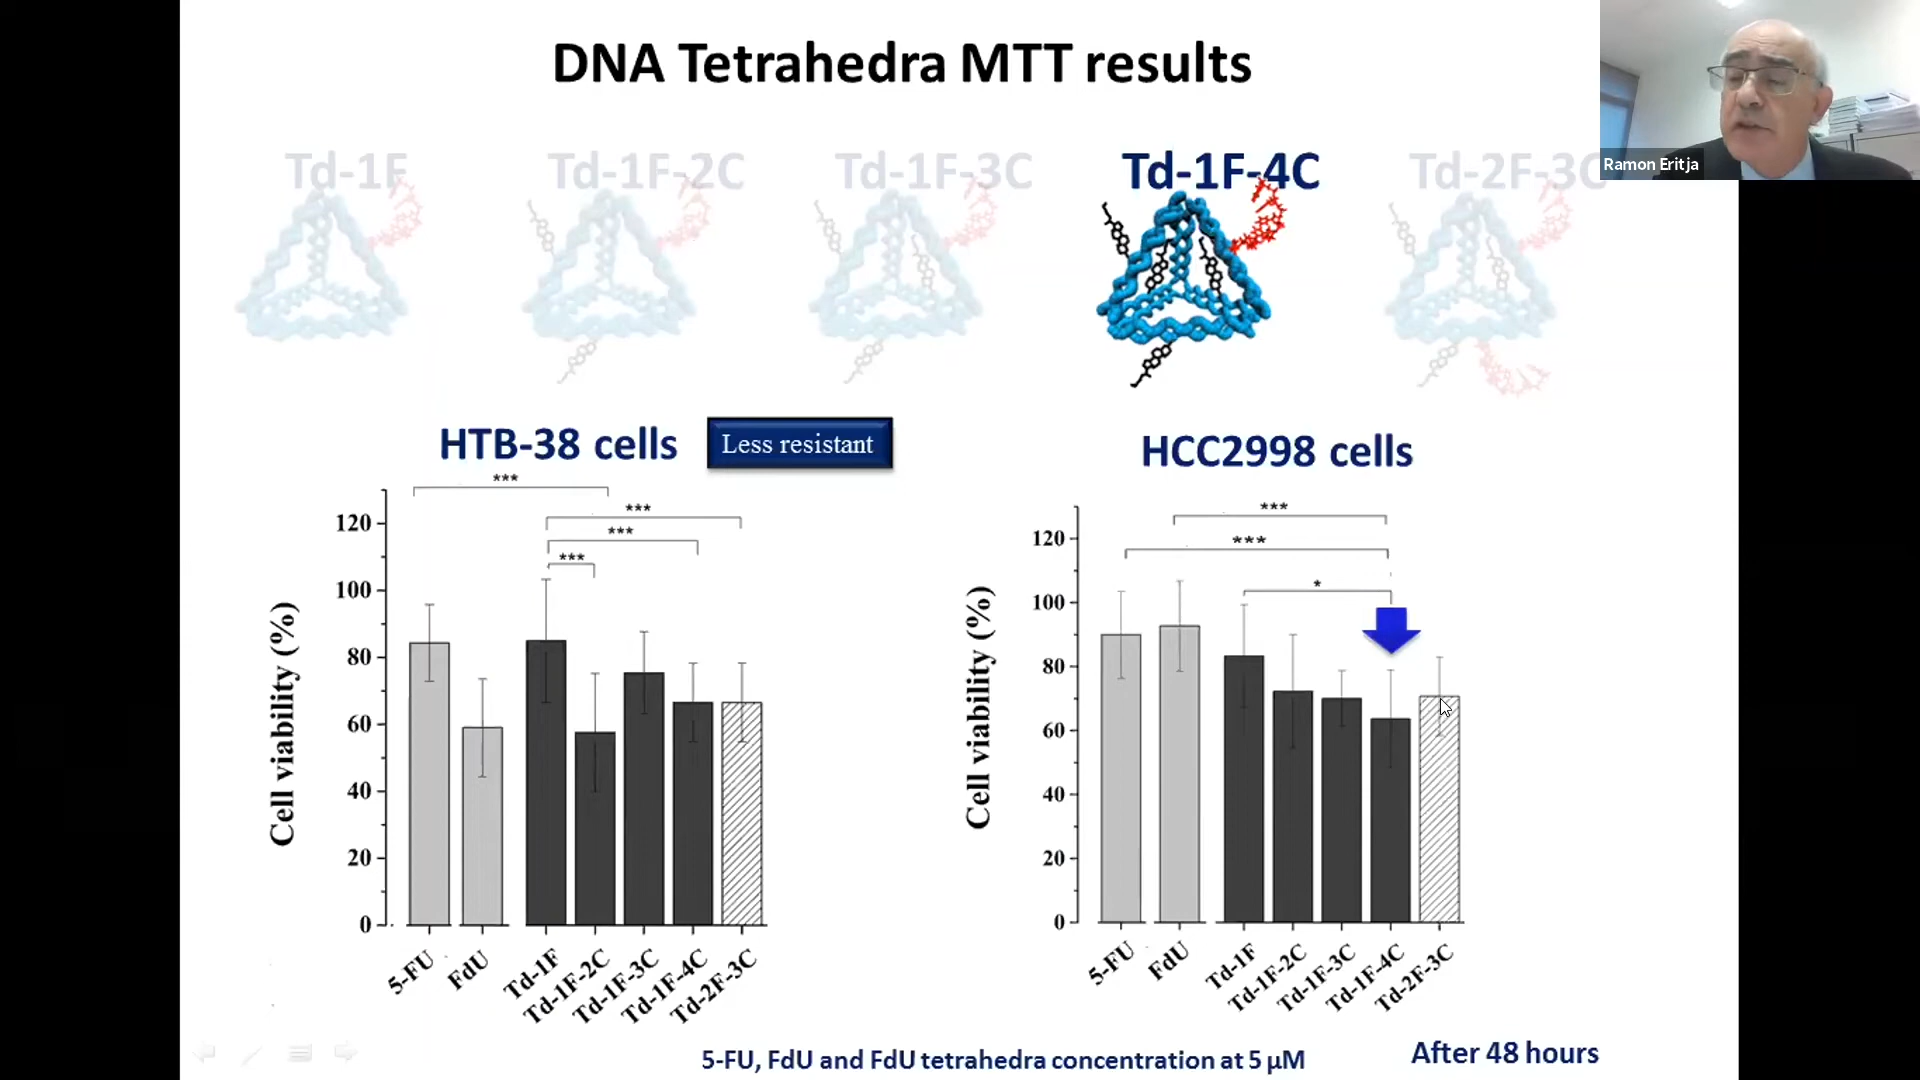 DNA Tetrahedra MTT results
Ramon Eritja
Td-1F
Td-1F-2C
Td-1F-3C
Td-1F-4C
Td-2F-3C
HTB-38 cells
Less resistant
HCC2998 cells
***
***
***
***
Cell viability (%)
120
100
80
60
40
20
0
5-FU
FdU
Td-1F
Td-1F-2C
Td-1F-3C
Td-1F-4C
Td-2F-3C
***
***
*
Cell viability (%)
120
100
80
60
40
20
0
5-FU
FdU
Td-1F
Td-1F-2C
Td-1F-3C
Td-1F-4C
Td-2F-3C
5-FU, FdU and FdU tetrahedra concentration at 5 µM
After 48 hours